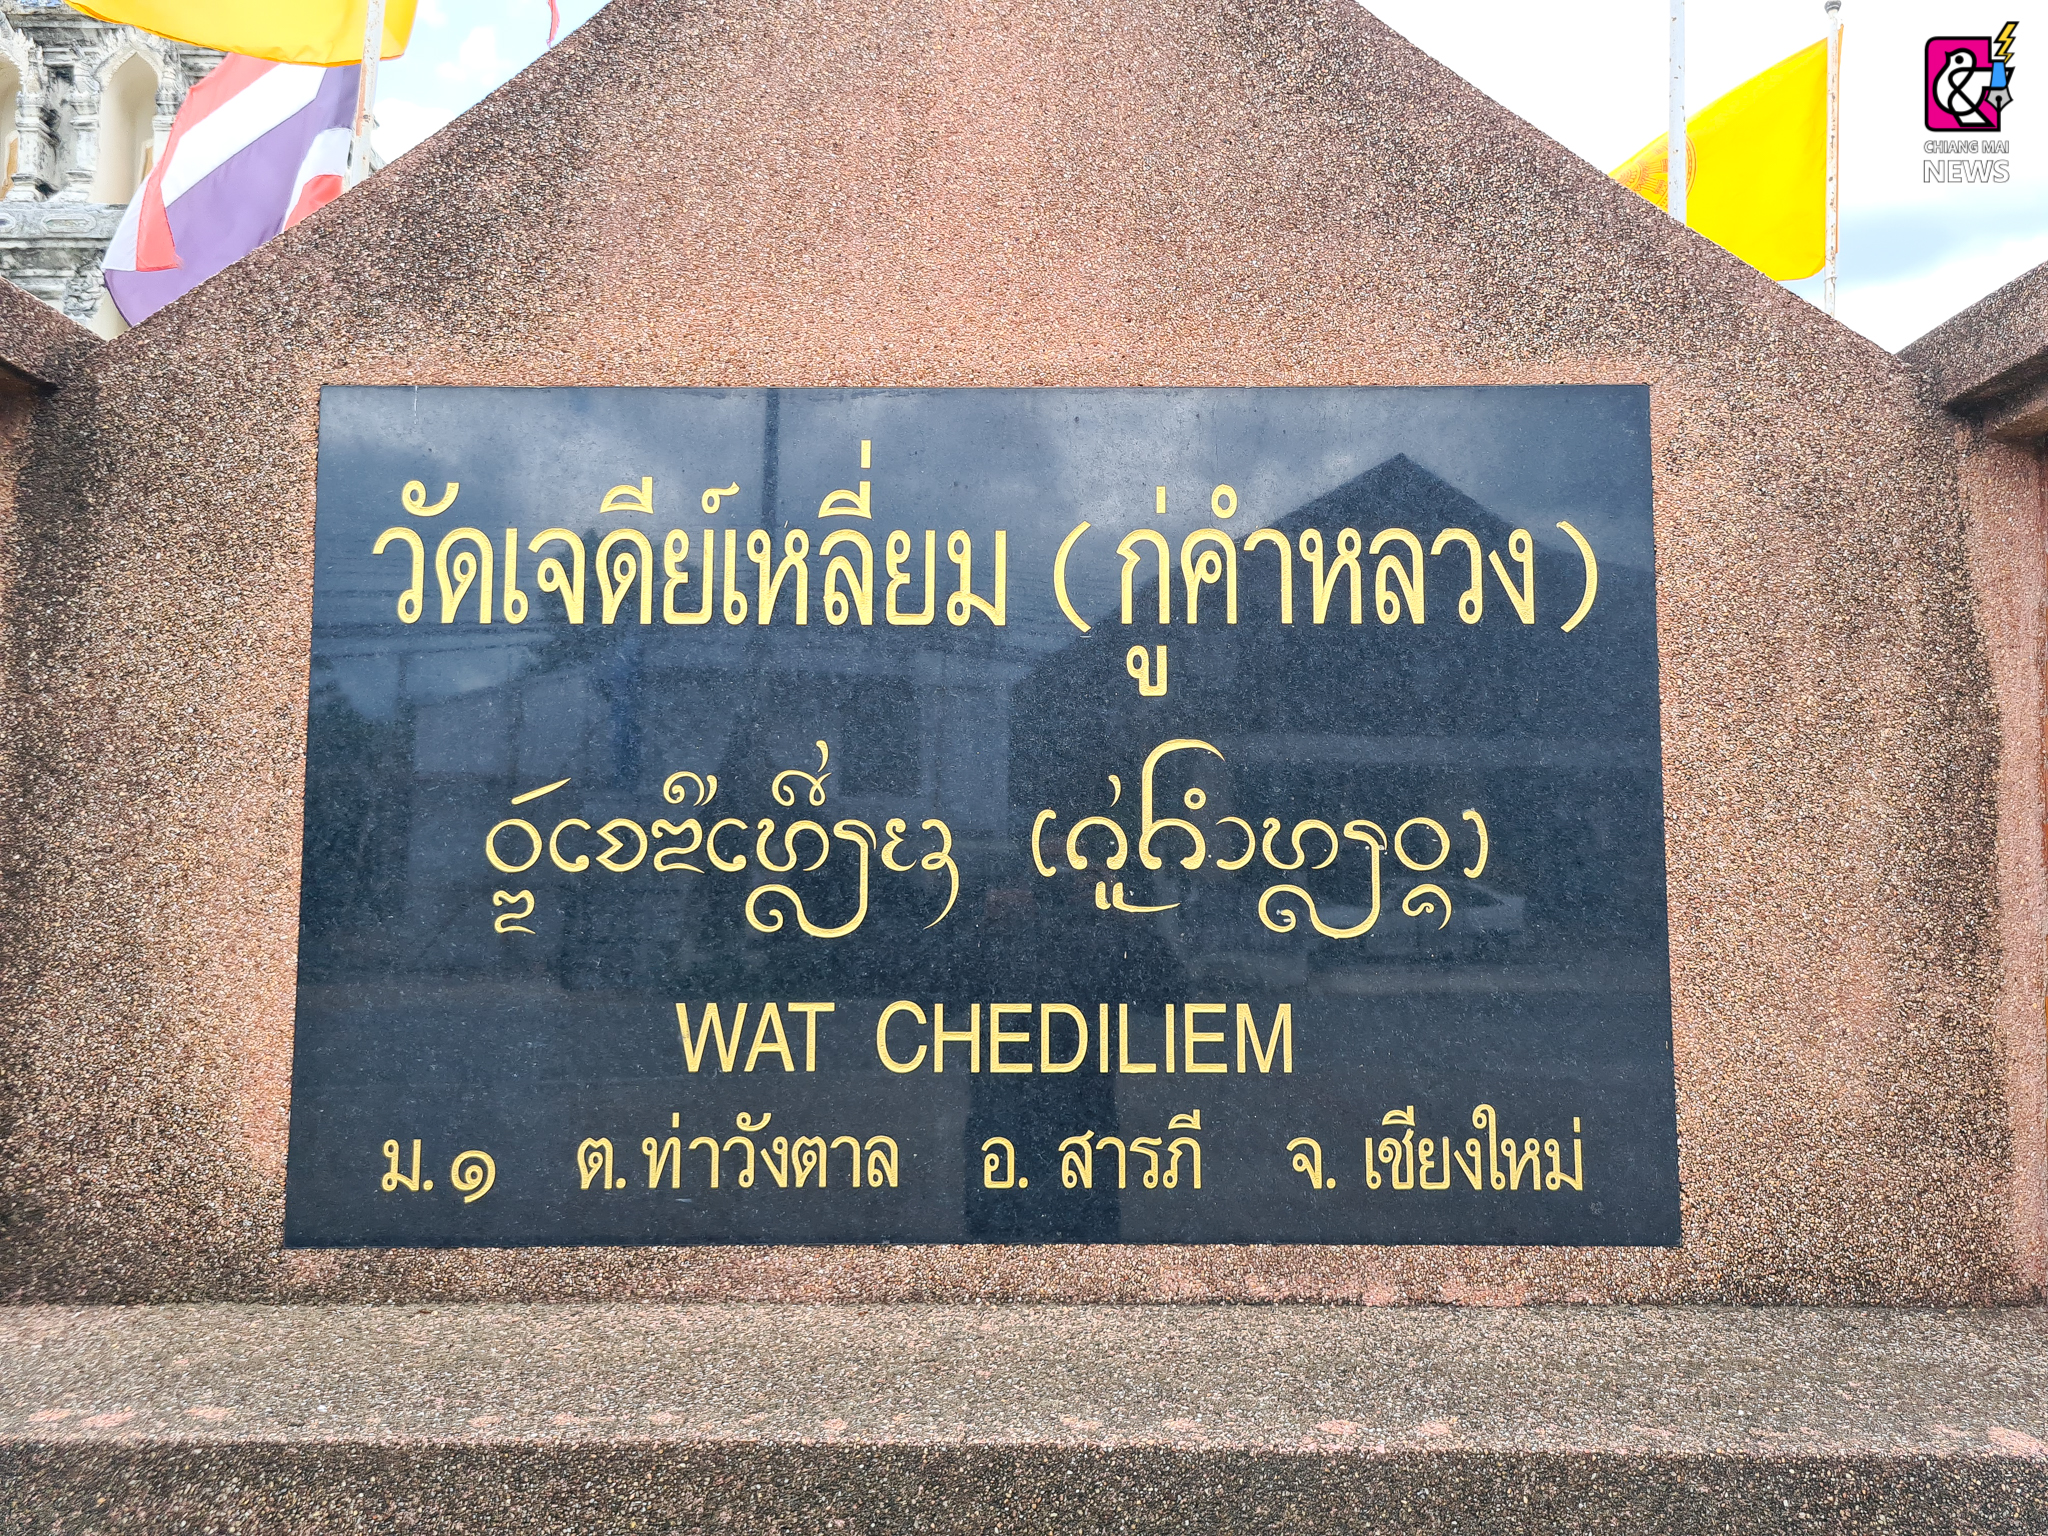 CHIANG MAI
NEWS
วัดเจดีย์เหลี่ยม (กู่คำหลวง)
WAT CHEDILIEM
ม.๑ ต.ท่าวังตาล อ. สารภี จ. เชียงใหม่